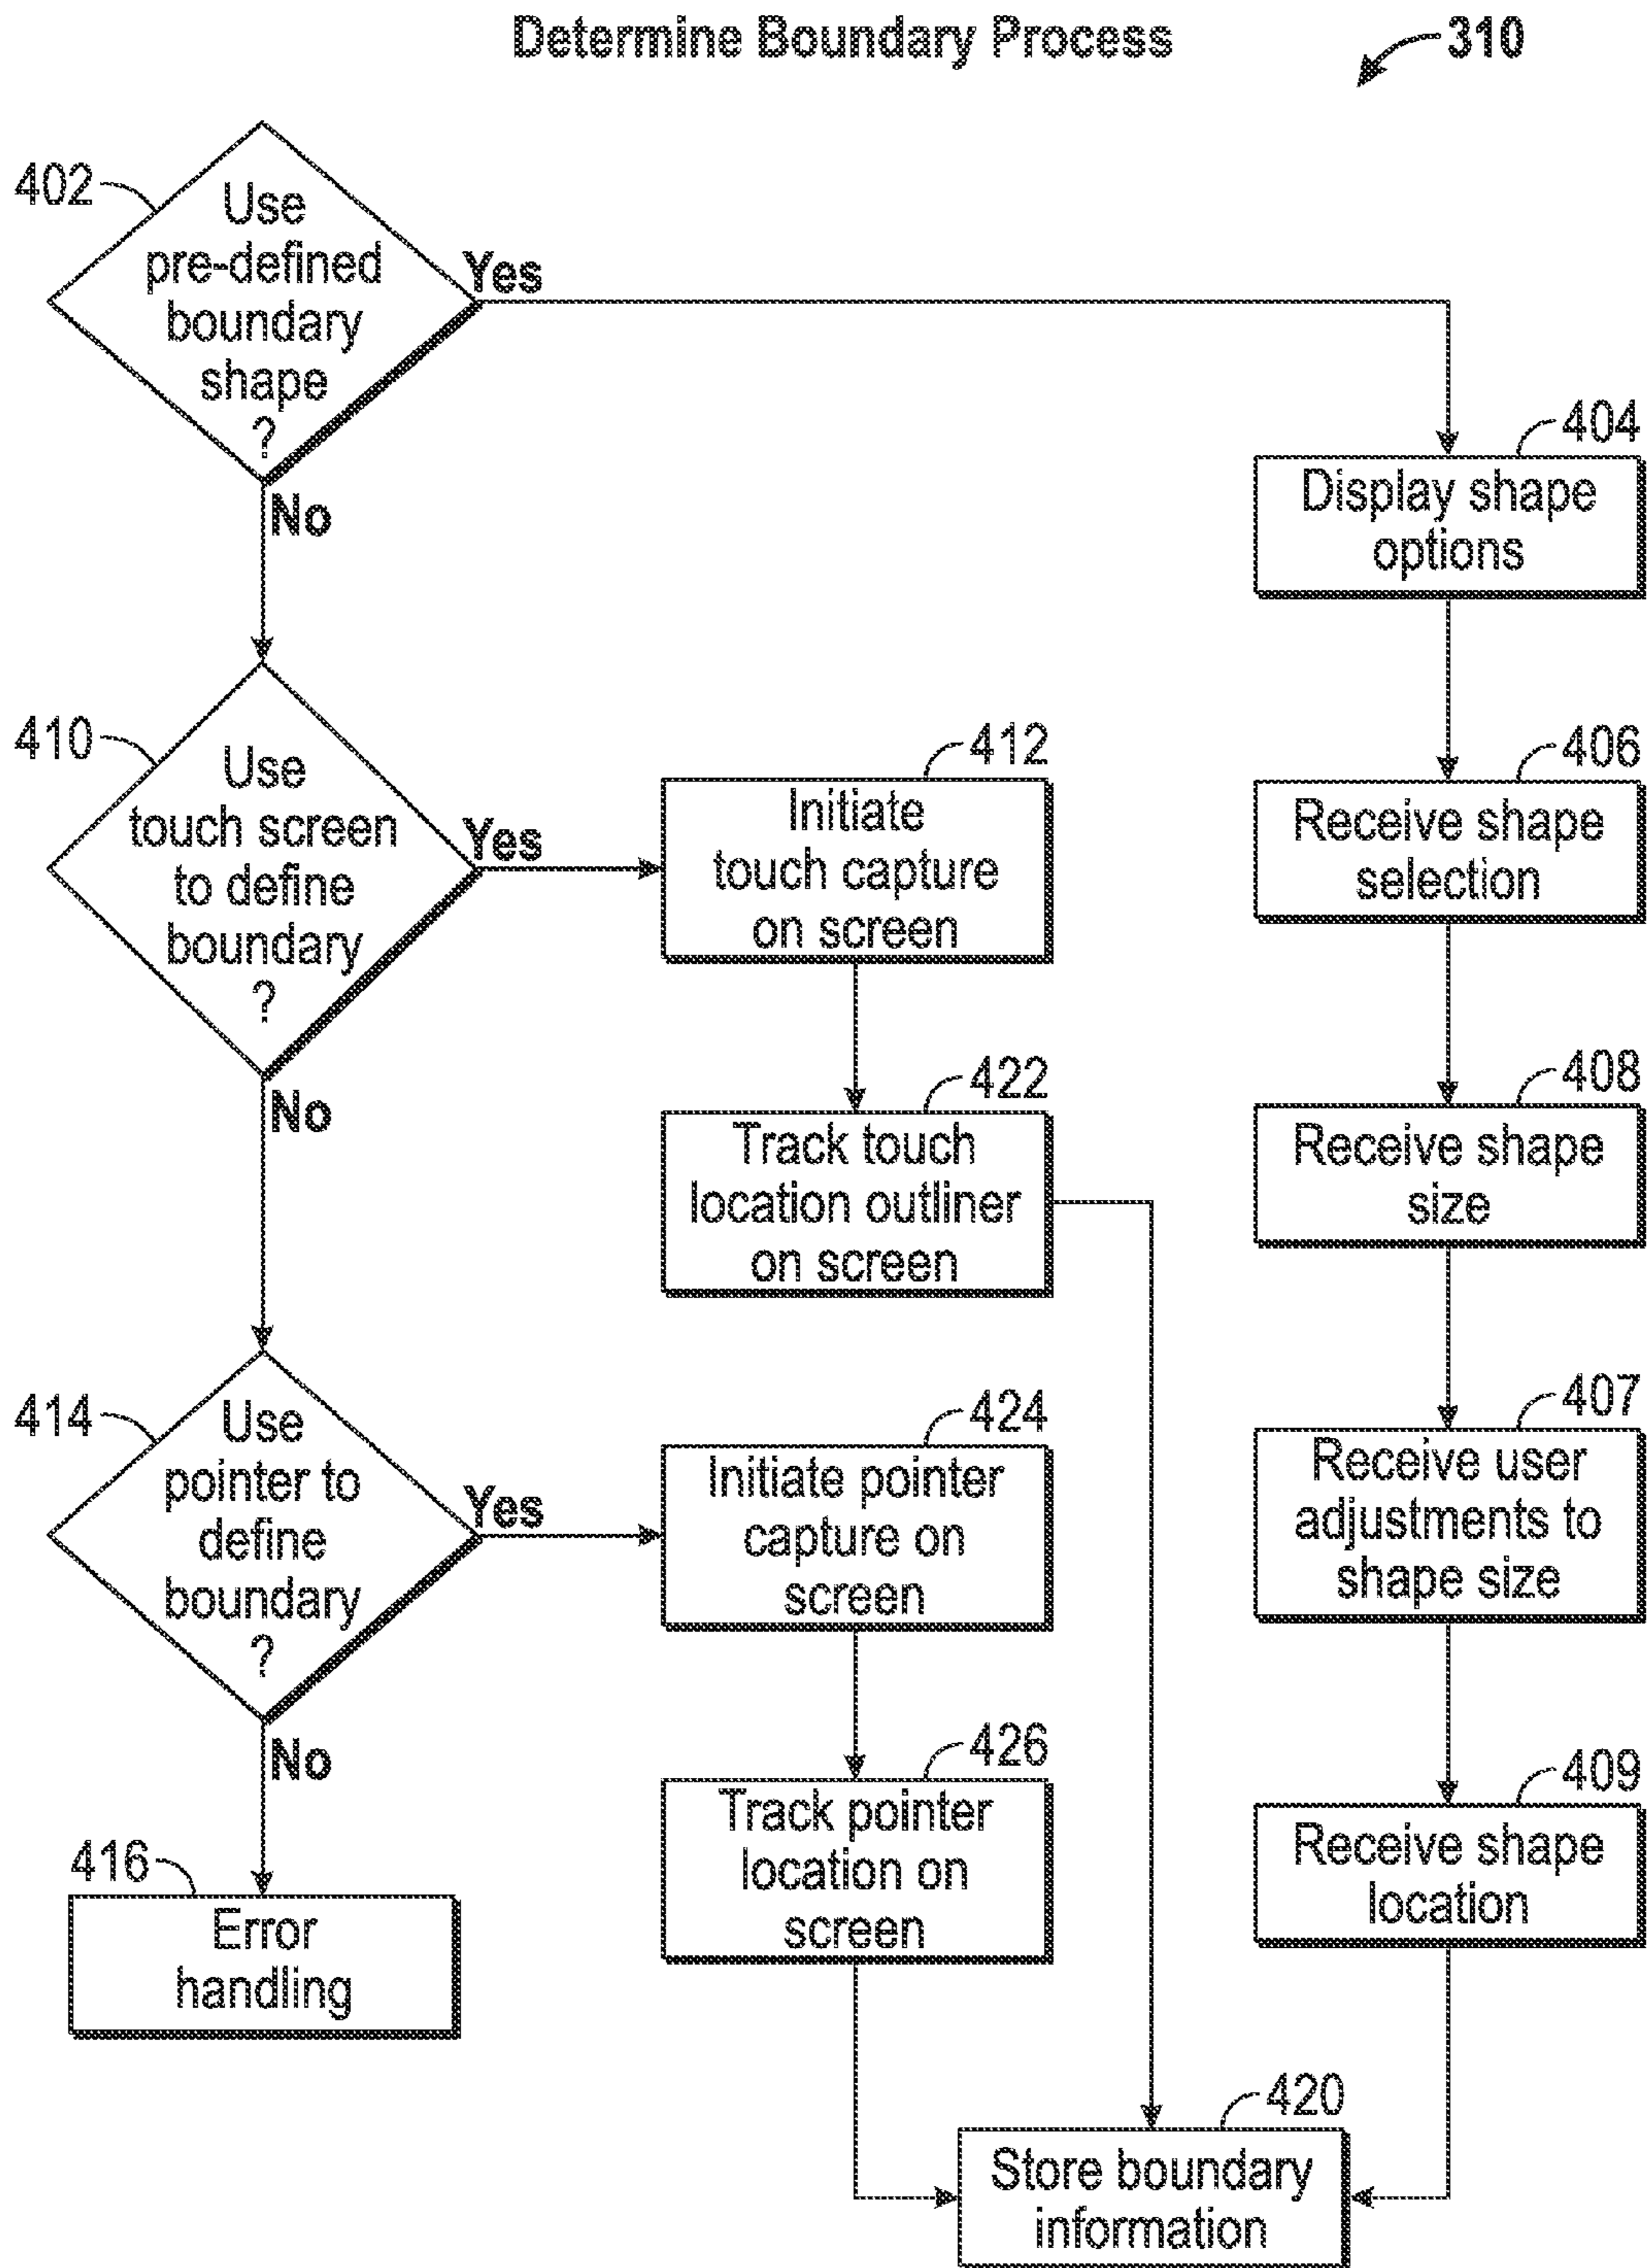 Determine Boundary Process
310
402
Use
pre-defined
boundary
shape
?
Yes
No
404
Display shape
options
410
Use
touch screen
to define
boundary
?
Yes
No
412
Initiate
touch capture
on screen
406
Receive shape
selection
422
Track touch
location outliner
on screen
408
Receive shape
size
414
Use
pointer to
define
boundary
?
Yes
No
424
Initiate pointer
capture on
screen
407
Receive user
adjustments to
shape size
426
Track pointer
location on
screen
409
Receive shape
location
416
Error
handling
420
Store boundary
information